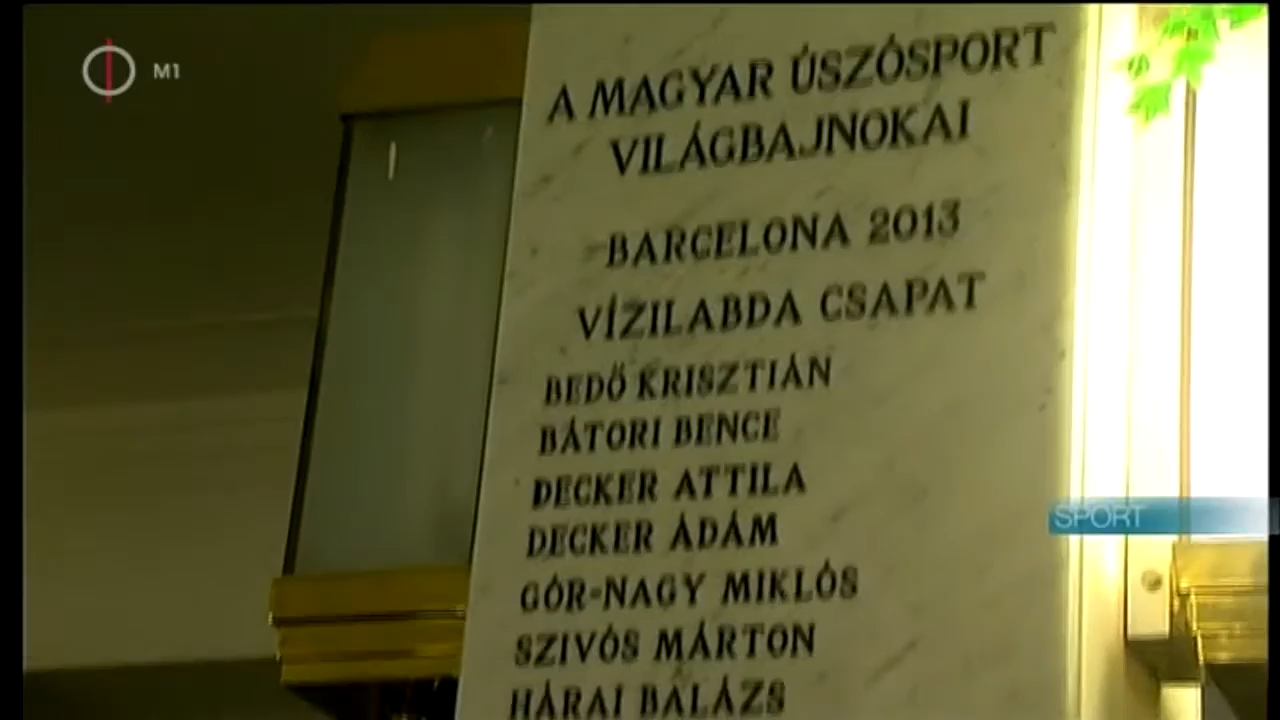 M1
A MAGYAR ÚSZÓSPORT
VILÁGBAJNOKAI
BARCELONA 2013
VÍZILABDA CSAPAT
BEDŐ KRISZTIÁN
BÁTORI BENCE
DECKER ATTILA
DECKER ÁDÁM
GÓR-NAGY MIKLÓS
SZIVÓS MÁRTON
HÁRAI BALÁZS
SPORT